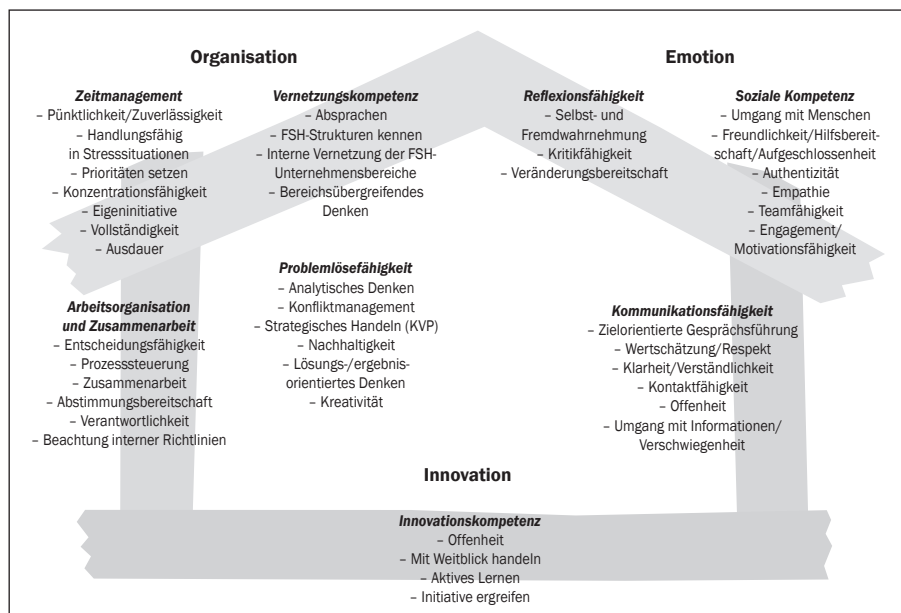 Organisation
Zeitmanagement
– Pünktlichkeit/Zuverlässigkeit
– Handlungsfähig
in Stresssituationen
– Prioritäten setzen
– Konzentrationsfähigkeit
– Eigeninitiative
– Vollständigkeit
– Ausdauer
Vernetzungskompetenz
– Absprachen
– FSH-Strukturen kennen
– Interne Vernetzung der FSH-
Unternehmensbereiche
– Bereichsübergreifendes
Denken
Arbeitsorganisation
und Zusammenarbeit
– Entscheidungsfähigkeit
– Prozesssteuerung
– Zusammenarbeit
– Abstimmungsbereitschaft
– Verantwortlichkeit
– Beachtung interner Richtlinien
Problemlösefähigkeit
– Analytisches Denken
– Konfliktmanagement
– Strategisches Handeln (KVP)
– Nachhaltigkeit
– Lösungs-/ergebnis-
orientiertes Denken
– Kreativität
Emotion
Reflexionsfähigkeit
– Selbst- und
Fremdwahrnehmung
– Kritikfähigkeit
– Veränderungsbereitschaft
Soziale Kompetenz
– Umgang mit Menschen
– Freundlichkeit/Hilfsbereit-
schaft/Aufgeschlossenheit
– Authentizität
– Empathie
– Teamfähigkeit
– Engagement/
Motivationsfähigkeit
Kommunikationsfähigkeit
– Zielorientierte Gesprächsführung
– Wertschätzung/Respekt
– Klarheit/Verständlichkeit
– Kontaktfähigkeit
– Offenheit
– Umgang mit Informationen/
Verschwiegenheit
Innovation
Innovationskompetenz
– Offenheit
– Mit Weitblick handeln
– Aktives Lernen
– Initiative ergreifen